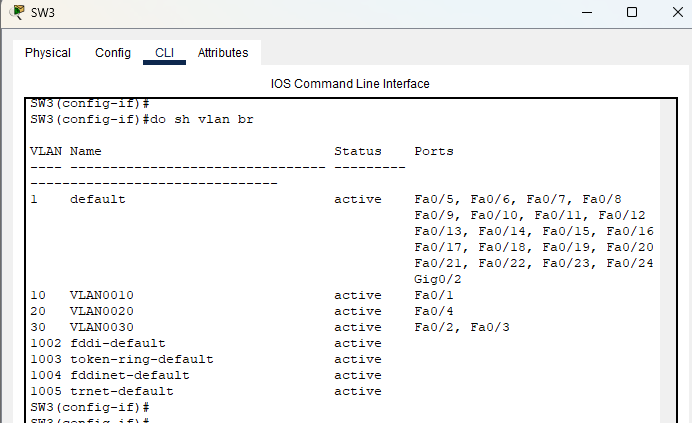 SW3
Physical Config CLI Attributes
IOS Command Line Interface
SW3(config-if)#
SW3(config-if)#do sh vlan br
VLAN Name                             Status    Ports
---- -------------------------------- ---------
-------------------------------
1    default                          active    Fa0/5, Fa0/6, Fa0/7, Fa0/8
                                                Fa0/9, Fa0/10, Fa0/11, Fa0/12
                                                Fa0/13, Fa0/14, Fa0/15, Fa0/16
                                                Fa0/17, Fa0/18, Fa0/19, Fa0/20
                                                Fa0/21, Fa0/22, Fa0/23, Fa0/24
                                                Gig0/2
10   VLAN0010                         active    Fa0/1
20   VLAN0020                         active    Fa0/4
30   VLAN0030                         active    Fa0/2, Fa0/3
1002 fddi-default                     active
1003 token-ring-default               active
1004 fddinet-default                  active
1005 trnet-default                    active
SW3(config-if)#
SW3(config-if)#